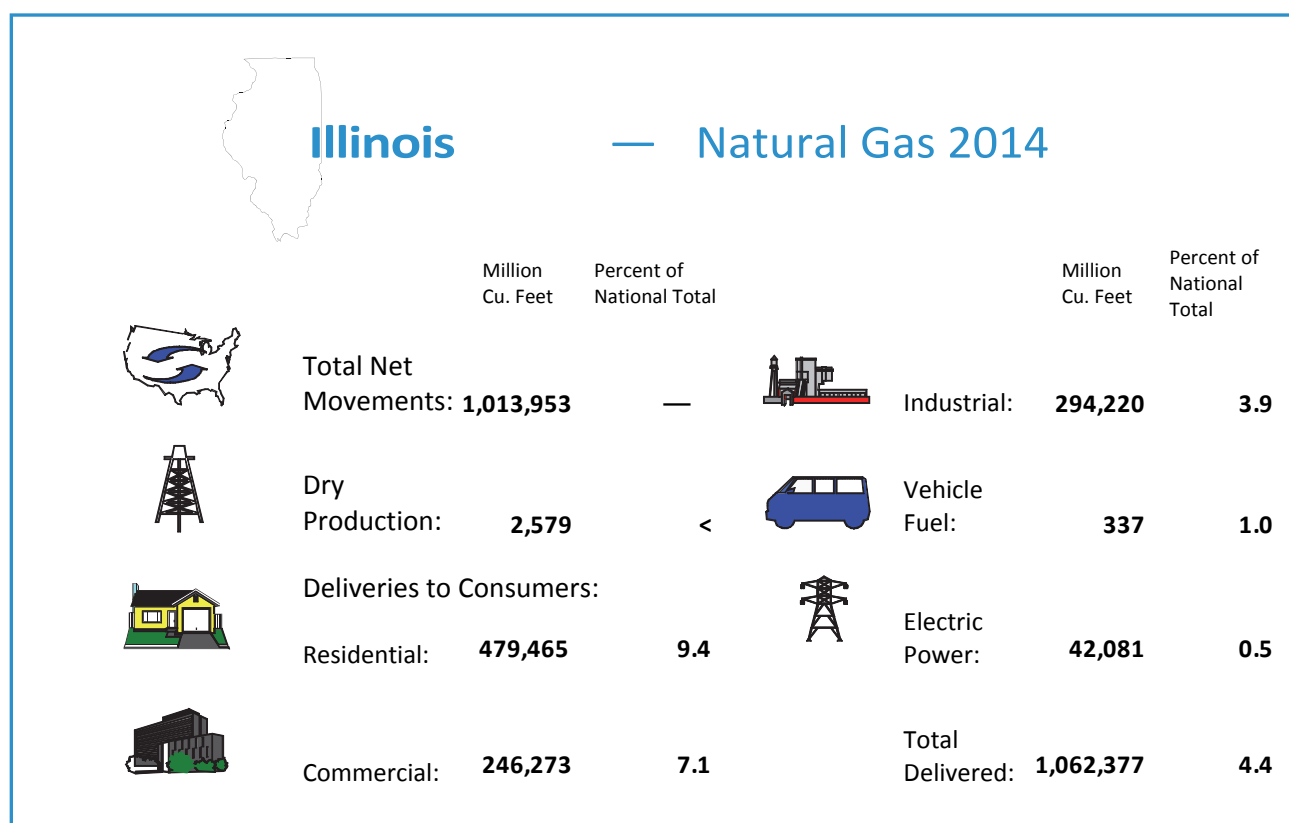 Illinois — Natural Gas 2014
Million Percent of
Cu. Feet National Total
Total Net
Movements: 1,013,953 —
Dry
Production: 2,579 <
Deliveries to Consumers:
Residential: 479,465 9.4
Commercial: 246,273 7.1
Million Percent of
Cu. Feet National
Total
Industrial: 294,220 3.9
Vehicle
Fuel: 337 1.0
Electric
Power: 42,081 0.5
Total
Delivered: 1,062,377 4.4